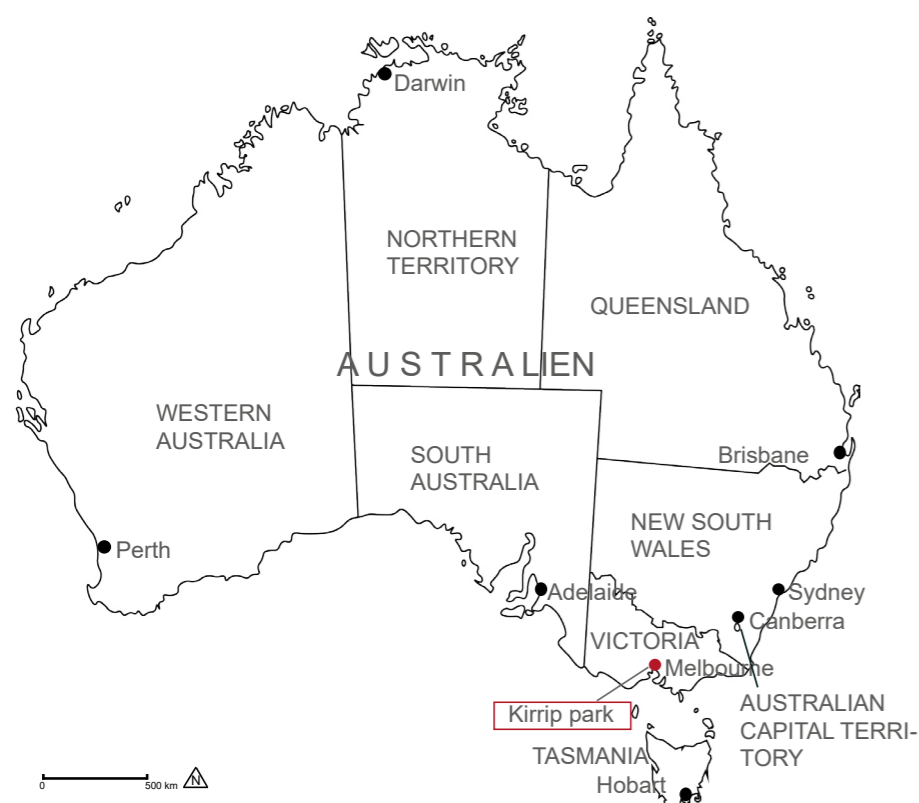 Darwin
NORTHERN
TERRITORY
QUEENSLAND
AUSTRALIEN
WESTERN
AUSTRALIA
SOUTH
AUSTRALIA
Brisbane
NEW SOUTH
WALES
Perth
Adelaide
Sydney
Canberra
VICTORIA
Melbourne
Kirrip park
AUSTRALIAN
CAPITAL TERRI-
TORY
TASMANIA
Hobart
0
500 km
N